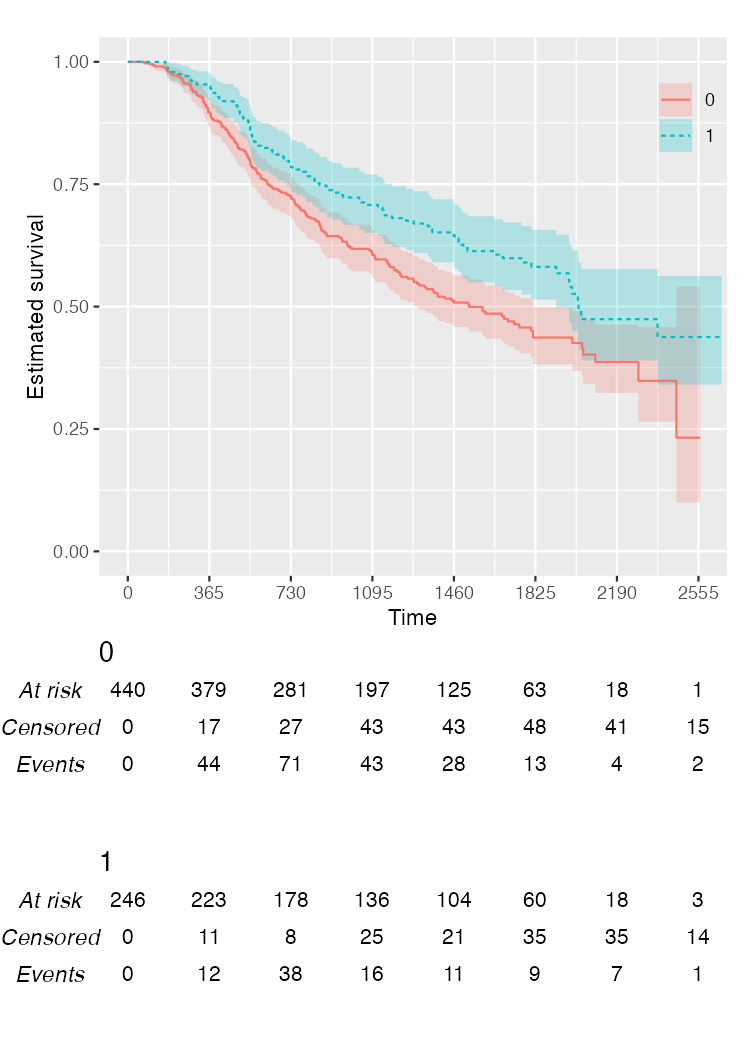 1.00
0
1
0.75
Estimated survival
0.50
0.25
0.00
0 365 730 1095 1460 1825 2190 2555
Time
0
At risk 440 379 281 197 125 63 18 1
Censored 0 17 27 43 43 48 41 15
Events 0 44 71 43 28 13 4 2
1
At risk 246 223 178 136 104 60 18 3
Censored 0 11 8 25 21 35 35 14
Events 0 12 38 16 11 9 7 1